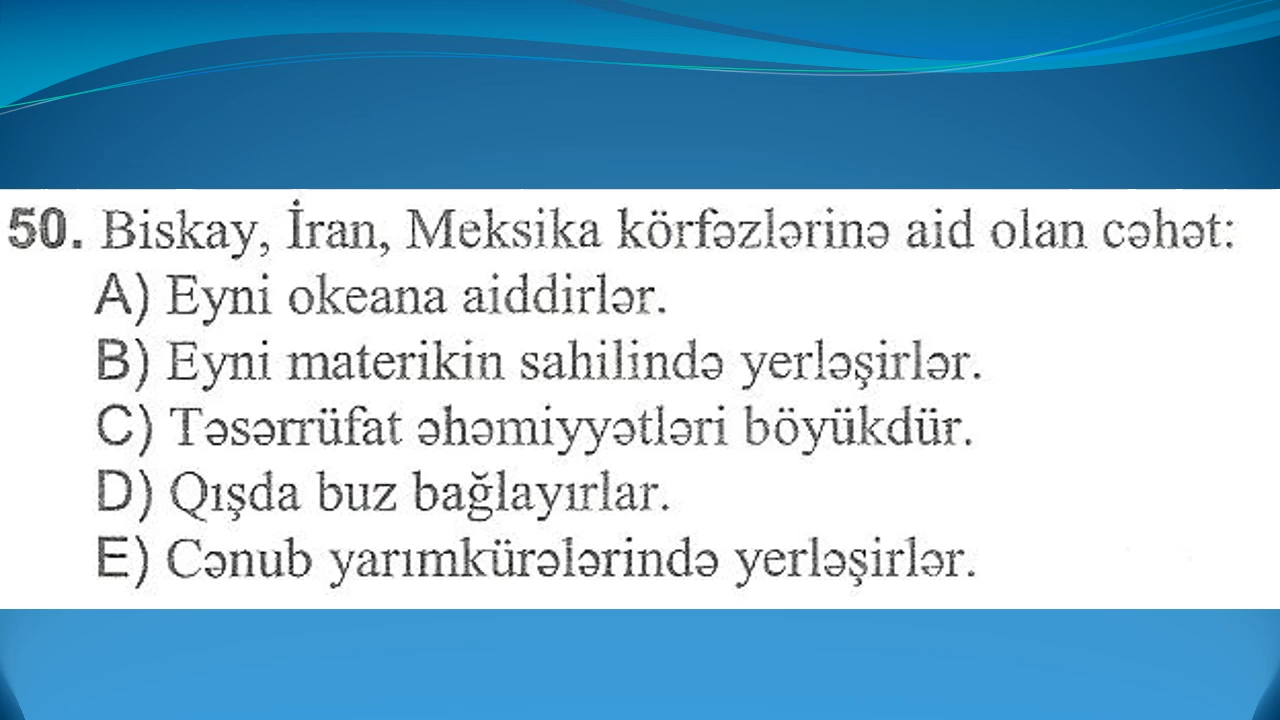 50. Biskay, İran, Meksika körfəzlərinə aid olan cəhət:
A) Eyni okeana aiddirlər.
B) Eyni materikin sahilində yerləşirlər.
C) Təsərrüfat əhəmiyyətləri böyükdür.
D) Qışda buz bağlayırlar.
E) Cənub yarımkürələrində yerləşirlər.